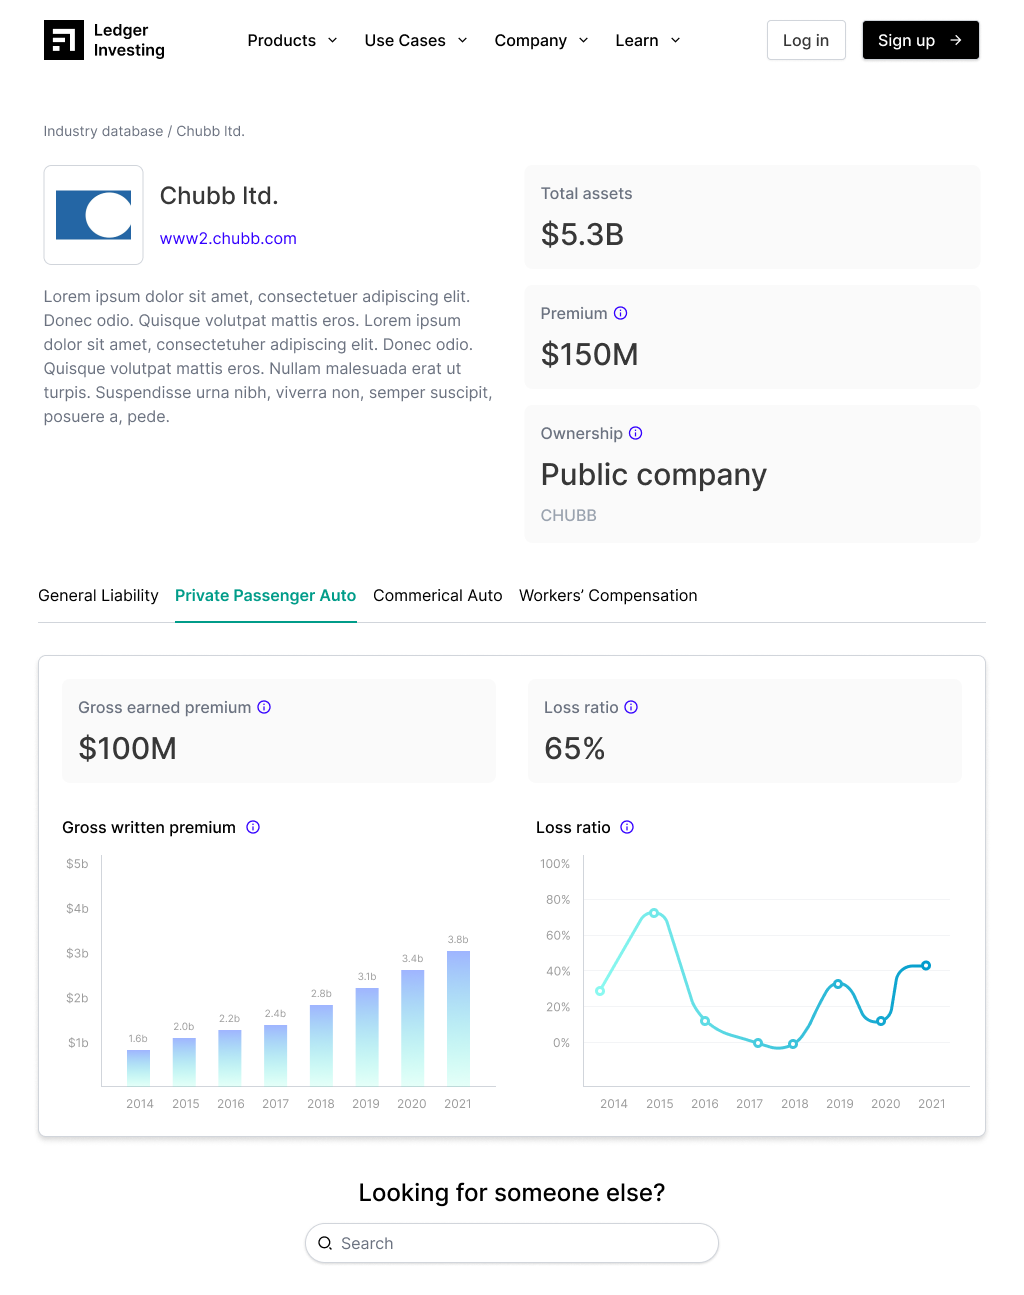 Ledger
Investing
Products
Use Cases
Company
Learn
Log in
Sign up
Industry database / Chubb ltd.
Chubb ltd.
www2.chubb.com
Lorem ipsum dolor sit amet, consectetuer adipiscing elit.
Donec odio. Quisque volutpat mattis eros. Lorem ipsum
dolor sit amet, consectetuher adipiscing elit. Donec odio.
Quisque volutpat mattis eros. Nullam malesuada erat ut
turpis. Suspendisse urna nibh, viverra non, semper suscipit,
posuere a, pede.
Total assets
$5.3B
Premium
$150M
Ownership
Public company
CHUBB
General Liability
Private Passenger Auto
Commerical Auto
Workers’ Compensation
Gross earned premium
$100M
Loss ratio
65%
Gross written premium
$5b
$4b
$3b
$2b
$1b
1.6b
2.0b
2.2b
2.4b
2.8b
3.1b
3.4b
3.8b
2014
2015
2016
2017
2018
2019
2020
2021
Loss ratio
100%
80%
60%
40%
20%
0%
2014
2015
2016
2017
2018
2019
2020
2021
Looking for someone else?
Search